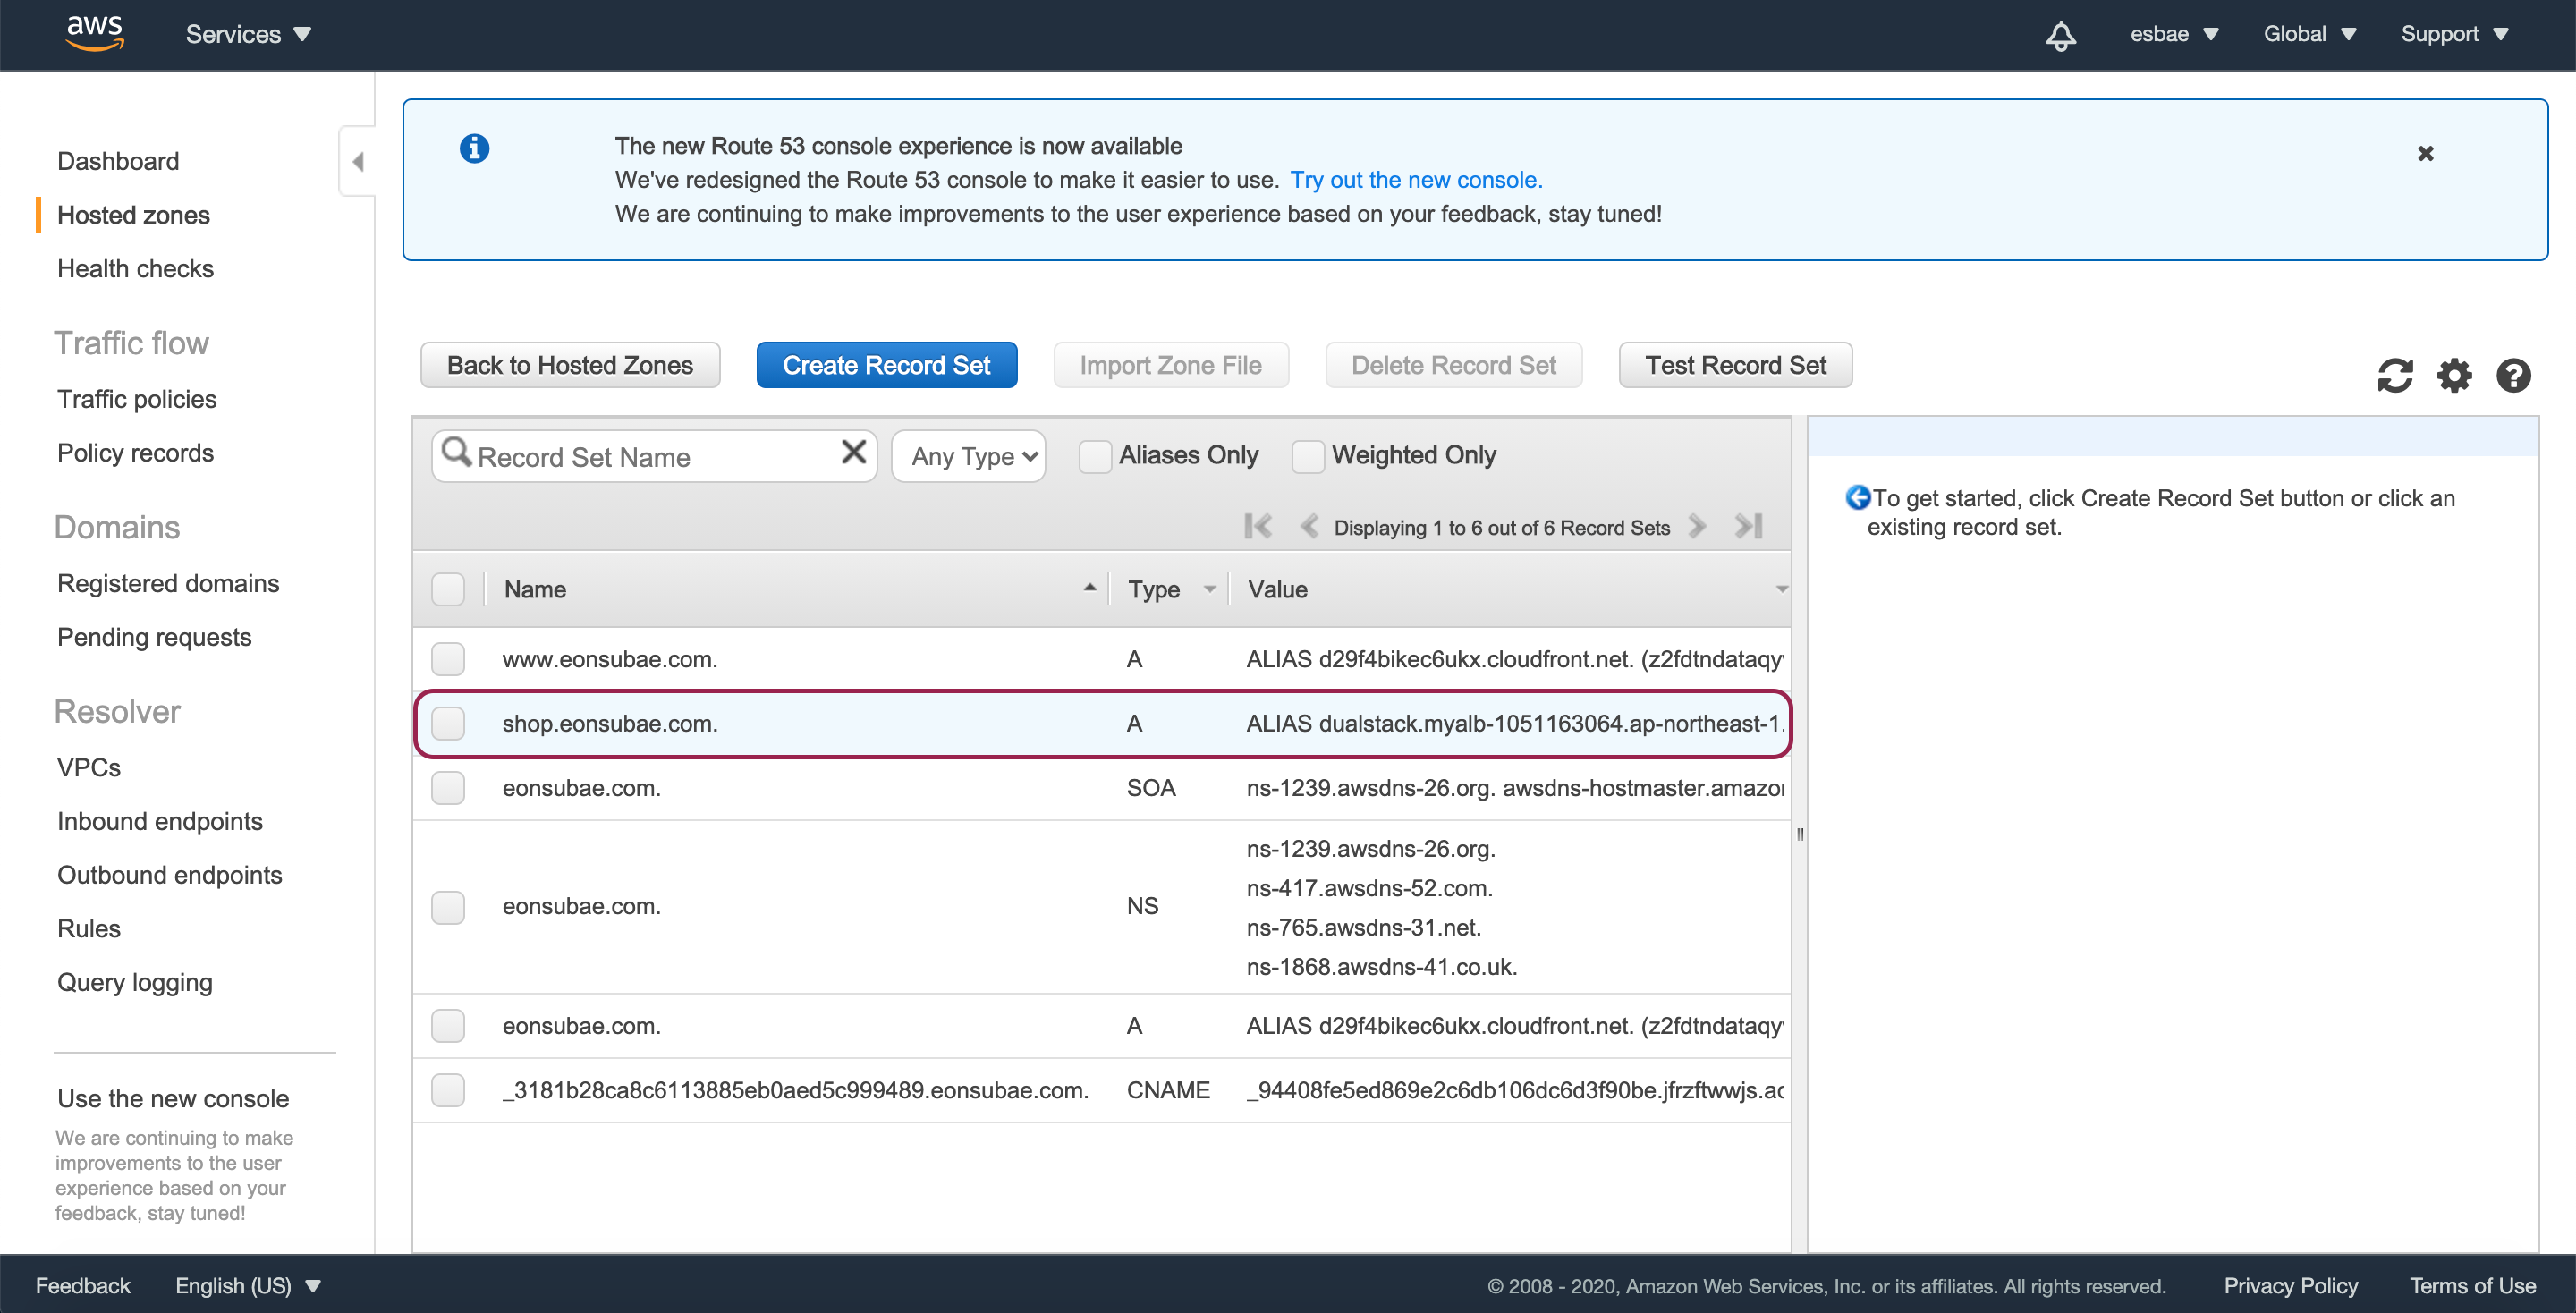 aws
Services
esbae
Global
Support
Dashboard
Hosted zones
Health checks
Traffic flow
Traffic policies
Policy records
Domains
Registered domains
Pending requests
Resolver
VPCs
Inbound endpoints
Outbound endpoints
Rules
Query logging
Use the new console
We are continuing to make
improvements to the user
experience based on your
feedback, stay tuned!
The new Route 53 console experience is now available
We've redesigned the Route 53 console to make it easier to use. Try out the new console.
We are continuing to make improvements to the user experience based on your feedback, stay tuned!
Back to Hosted Zones
Create Record Set
Import Zone File
Delete Record Set
Test Record Set
Record Set Name
Any Type
Aliases Only
Weighted Only
Displaying 1 to 6 out of 6 Record Sets
Name Type Value
www.eonsubae.com. A ALIAS d29f4bikec6ukx.cloudfront.net. (z2fdtndataqy
shop.eonsubae.com. A ALIAS dualstack.myalb-1051163064.ap-northeast-1.
eonsubae.com. SOA ns-1239.awsdns-26.org. awsdns-hostmaster.amazo
eonsubae.com. NS ns-1239.awsdns-26.org.
ns-417.awsdns-52.com.
ns-765.awsdns-31.net.
ns-1868.awsdns-41.co.uk.
eonsubae.com. A ALIAS d29f4bikec6ukx.cloudfront.net. (z2fdtndataqy
_3181b28ca8c6113885eb0aed5c999489.eonsubae.com. CNAME _94408fe5ed869e2c6db106dc6d3f90be.jfrzftwwjs.ac
To get started, click Create Record Set button or click an
existing record set.
Feedback
English (US)
© 2008 - 2020, Amazon Web Services, Inc. or its affiliates. All rights reserved.
Privacy Policy
Terms of Use